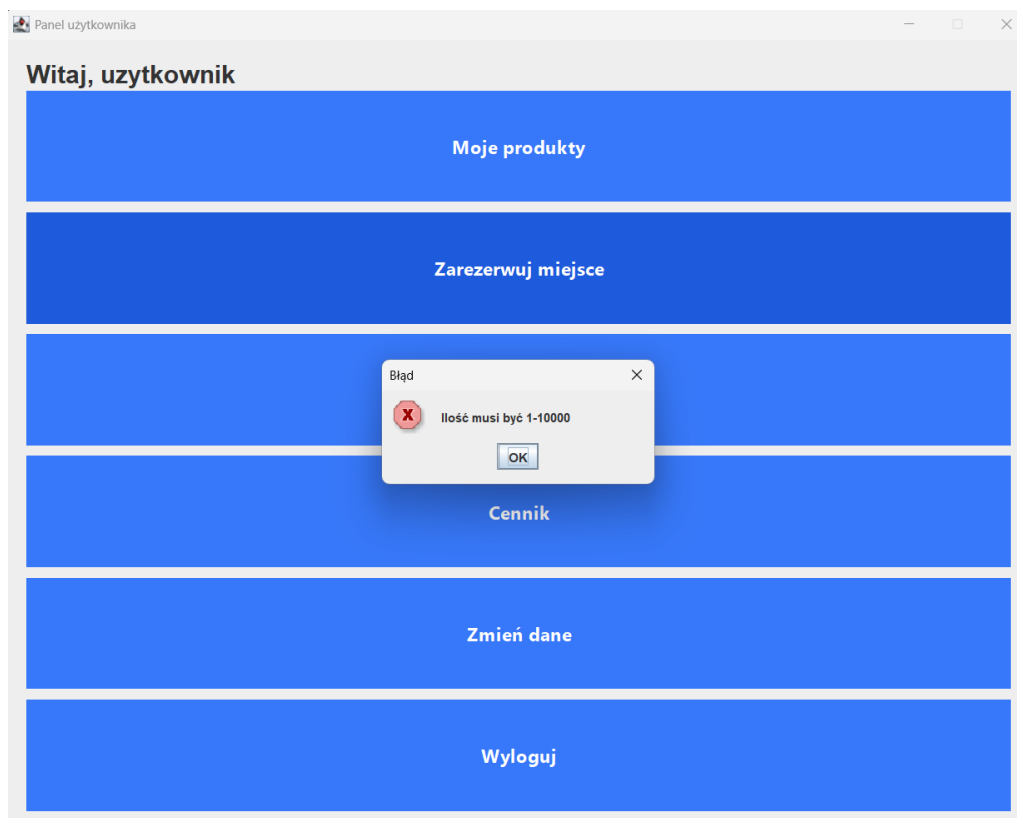 Panel użytkownika
Witaj, uzytkownik
Moje produkty
Zarezerwuj miejsce
Błąd
X
Ilość musi być 1-10000
OK
Cennik
Zmień dane
Wyloguj